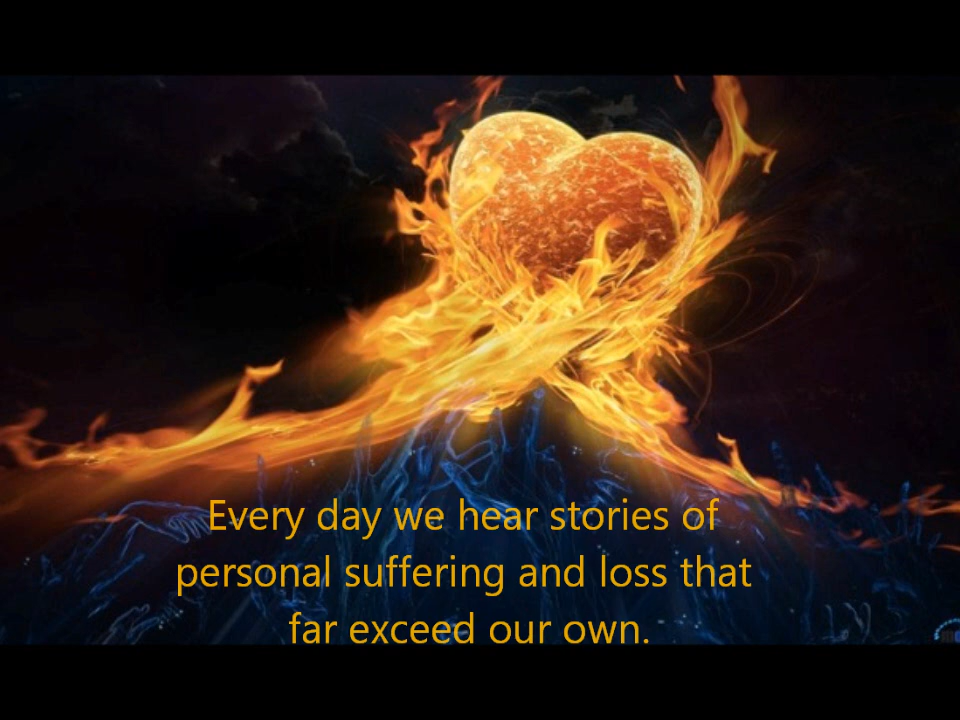 Every day we hear stories of
personal suffering and loss that
far exceed our own.